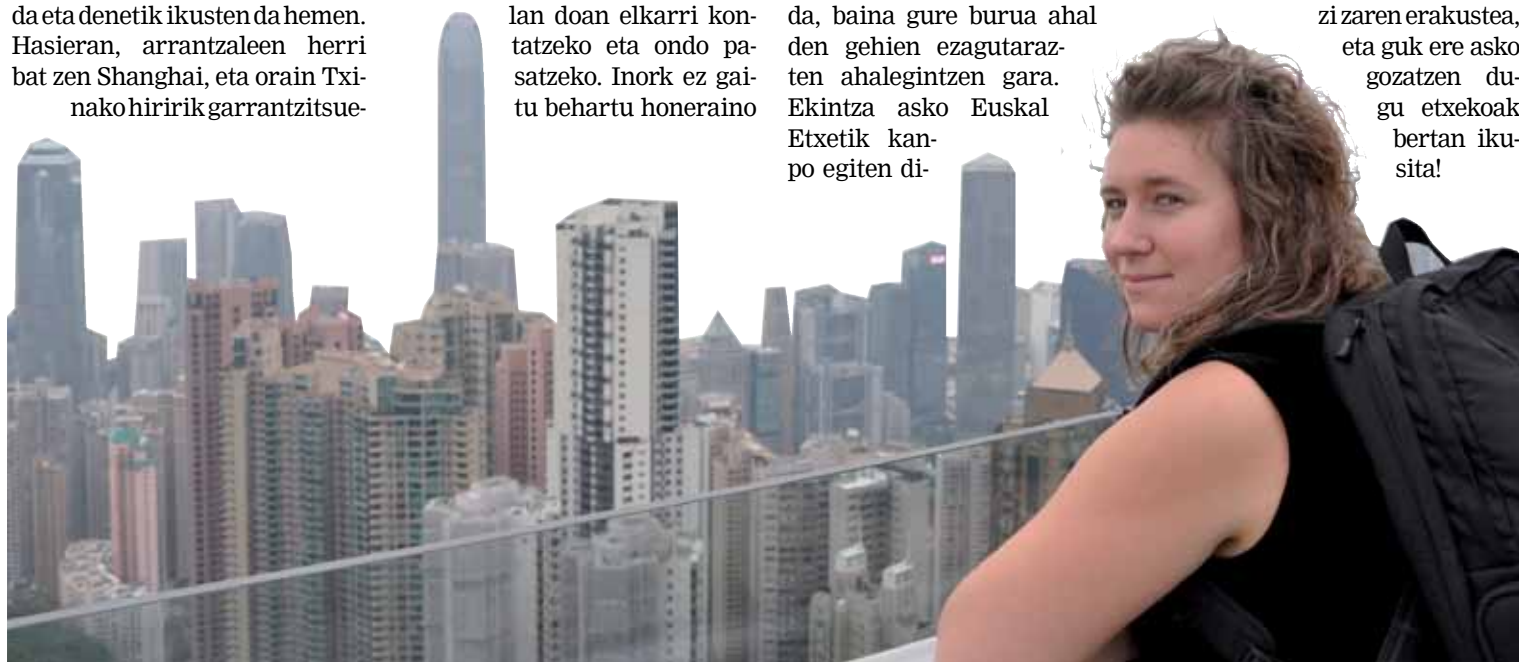 da eta denetik ikusten da hemen.
Hasieran, arrantzaleen herri
bat zen Shanghai, eta orain Txi-
nako hiririk garrantzitsue-
lan doan elkarri kon-
tatzeko eta ondo pa-
satzeko. Inork ez gai-
tu behartu honeraino
da, baina gure burua ahal
den gehien ezagutaraz-
ten ahalegintzen gara.
Ekintza asko Euskal
Etxetik kan-
po egiten di-
zi zaren erakustea,
eta guk ere asko
gozatzen du-
gu etxekoak
bertan iku-
sita!